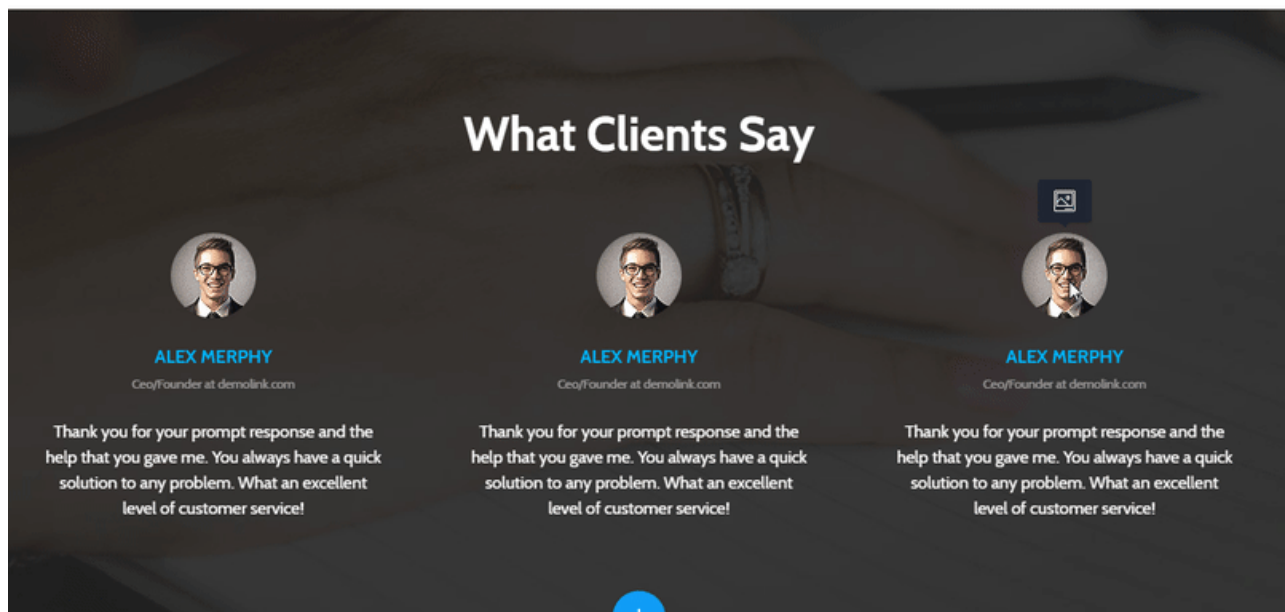 What Clients Say
ALEX MERPHY
Ceo/Founder at demolink.com
Thank you for your prompt response and the
help that you gave me. You always have a quick
solution to any problem. What an excellent
level of customer service!
ALEX MERPHY
Ceo/Founder at demolink.com
Thank you for your prompt response and the
help that you gave me. You always have a quick
solution to any problem. What an excellent
level of customer service!
ALEX MERPHY
Ceo/Founder at demolink.com
Thank you for your prompt response and the
help that you gave me. You always have a quick
solution to any problem. What an excellent
level of customer service!